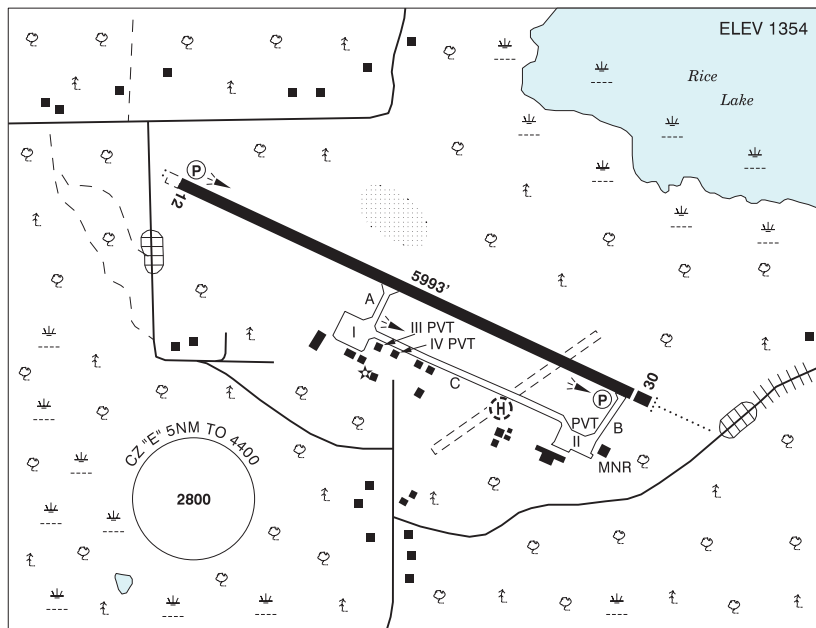 ELEV 1354
Rice
Lake
P
12
5993'
A
III PVT
I
IV PVT
C
30
P
H
PVT
B
II
MNR
CZ "E" 5NM TO 4400
2800